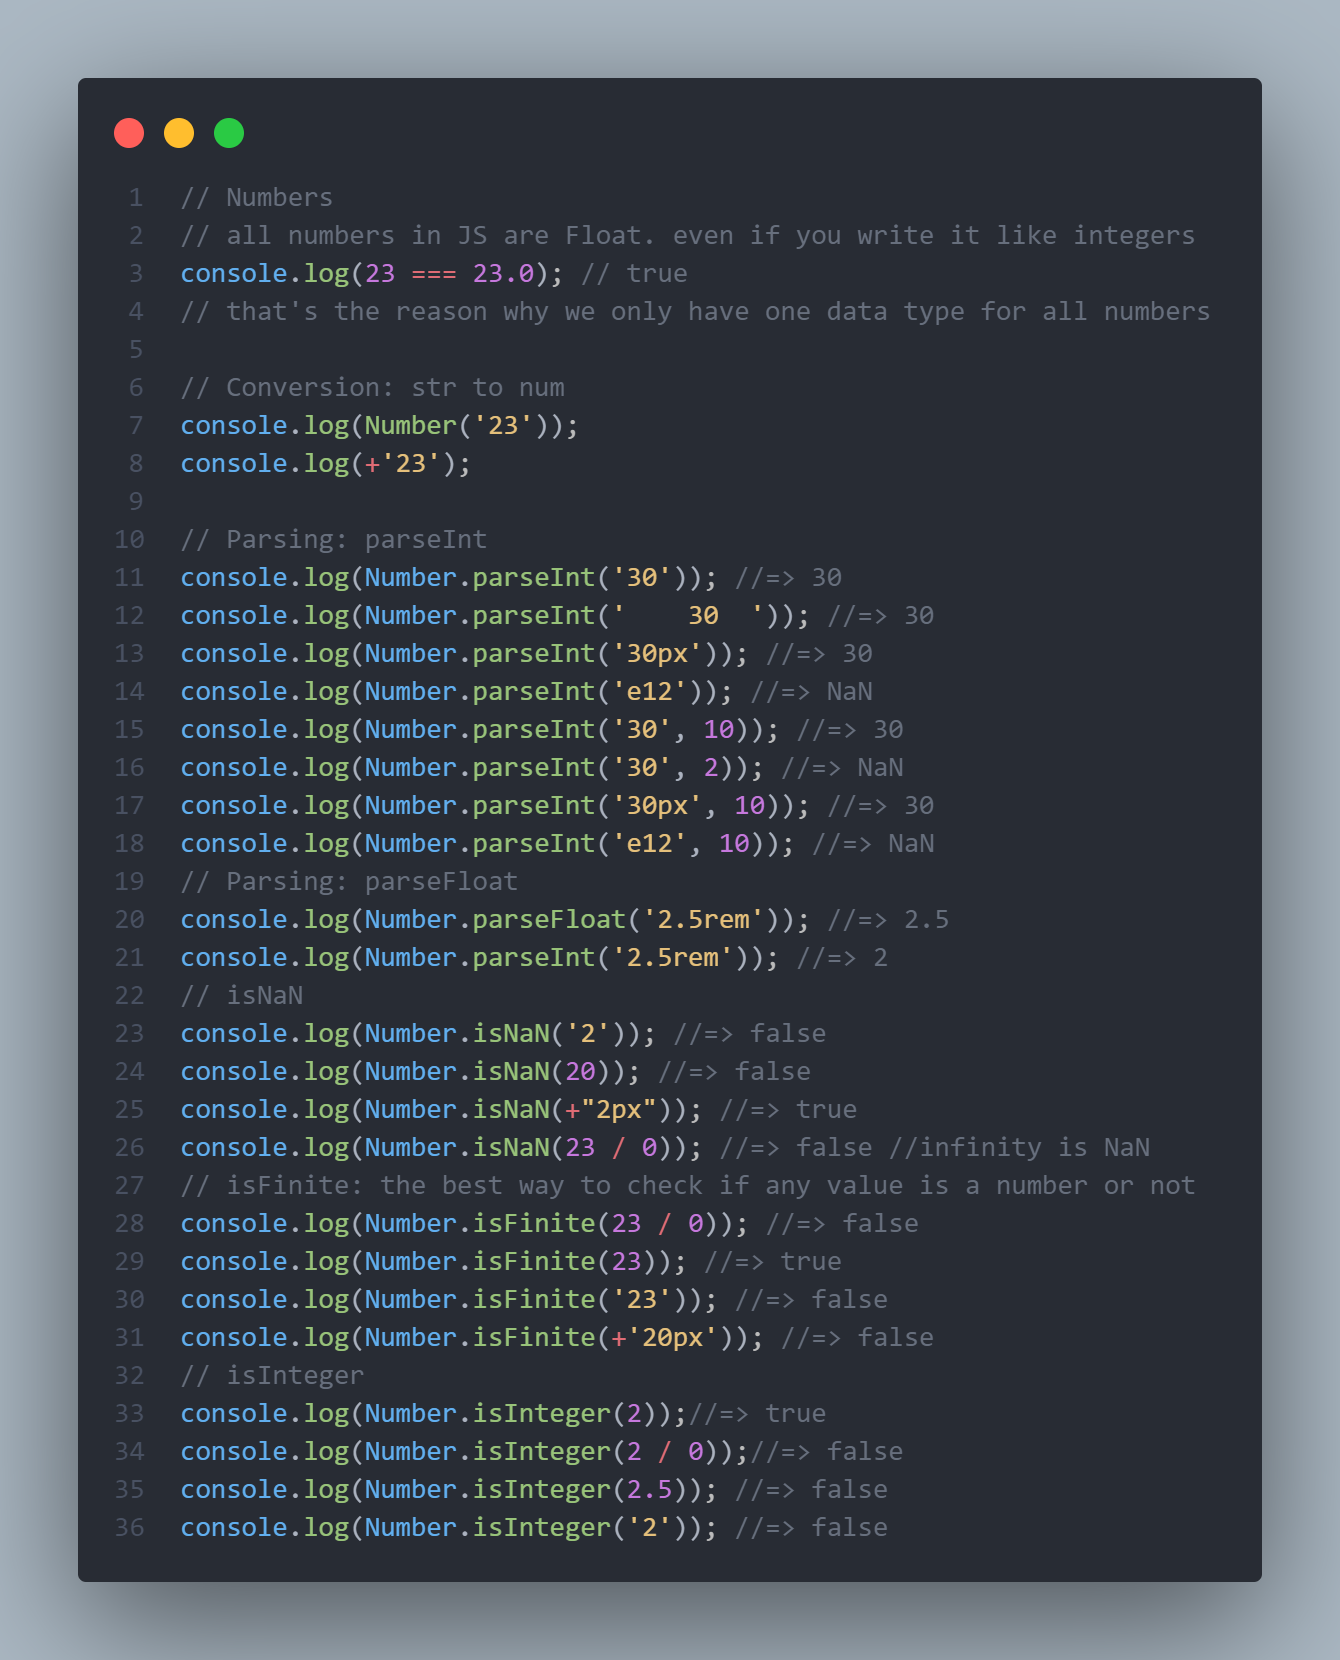 1 // Numbers
2 // all numbers in JS are Float. even if you write it like integers
3 console.log(23 === 23.0); // true
4 // that's the reason why we only have one data type for all numbers
5
6 // Conversion: str to num
7 console.log(Number('23'));
8 console.log(+'23');
9
10 // Parsing: parseInt
11 console.log(Number.parseInt('30')); //=> 30
12 console.log(Number.parseInt('    30  ')); //=> 30
13 console.log(Number.parseInt('30px')); //=> 30
14 console.log(Number.parseInt('e12')); //=> NaN
15 console.log(Number.parseInt('30', 10)); //=> 30
16 console.log(Number.parseInt('30', 2)); //=> NaN
17 console.log(Number.parseInt('30px', 10)); //=> 30
18 console.log(Number.parseInt('e12', 10)); //=> NaN
19 // Parsing: parseFloat
20 console.log(Number.parseFloat('2.5rem')); //=> 2.5
21 console.log(Number.parseInt('2.5rem')); //=> 2
22 // isNaN
23 console.log(Number.isNaN('2')); //=> false
24 console.log(Number.isNaN(20)); //=> false
25 console.log(Number.isNaN(+"2px")); //=> true
26 console.log(Number.isNaN(23 / 0)); //=> false //infinity is NaN
27 // isFinite: the best way to check if any value is a number or not
28 console.log(Number.isFinite(23 / 0)); //=> false
29 console.log(Number.isFinite(23)); //=> true
30 console.log(Number.isFinite('23')); //=> false
31 console.log(Number.isFinite(+'20px')); //=> false
32 // isInteger
33 console.log(Number.isInteger(2));//=> true
34 console.log(Number.isInteger(2 / 0));//=> false
35 console.log(Number.isInteger(2.5)); //=> false
36 console.log(Number.isInteger('2')); //=> false